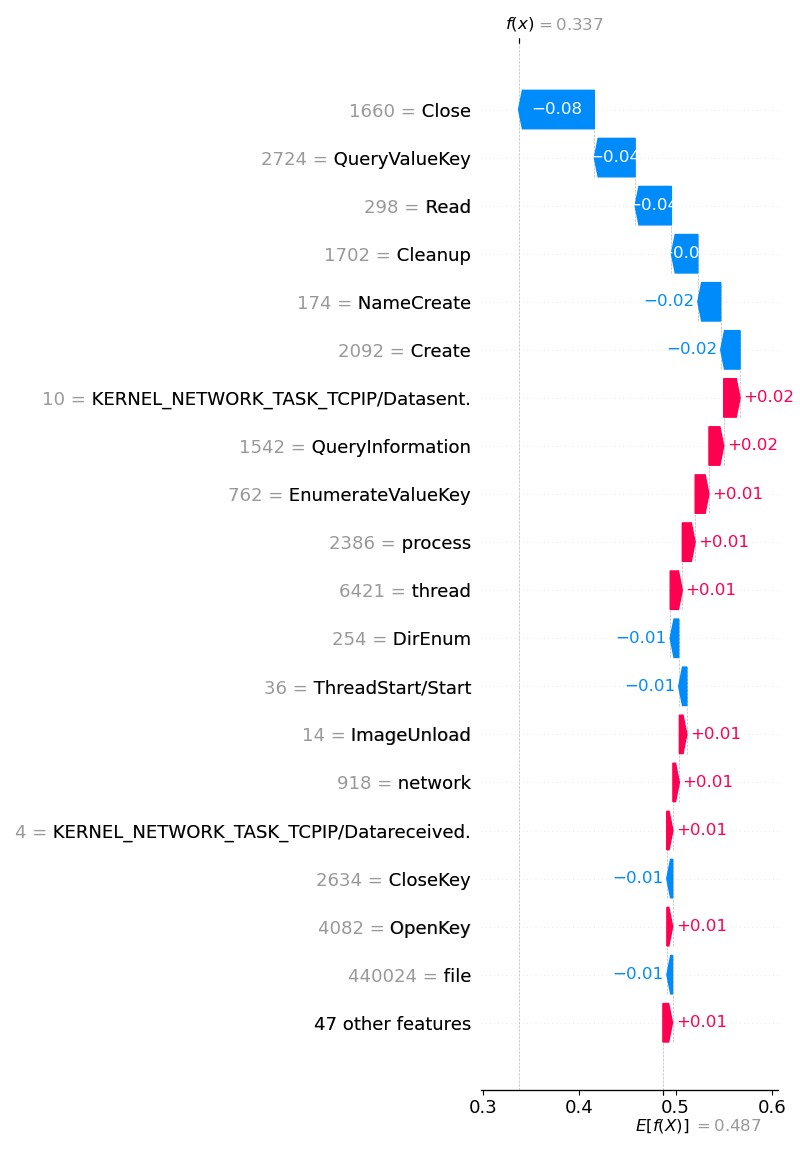 f(x) = 0.337
1660 = Close −0.08
2724 = QueryValueKey −0.04
298 = Read −0.04
1702 = Cleanup
174 = NameCreate −0.02
2092 = Create −0.02
10 = KERNEL_NETWORK_TASK_TCPIP/Datasent. +0.02
1542 = QueryInformation +0.02
762 = EnumerateValueKey +0.01
2386 = process +0.01
6421 = thread +0.01
254 = DirEnum −0.01
36 = ThreadStart/Start −0.01
14 = ImageUnload +0.01
918 = network +0.01
4 = KERNEL_NETWORK_TASK_TCPIP/Datareceived. +0.01
2634 = CloseKey −0.01
4082 = OpenKey +0.01
440024 = file −0.01
47 other features +0.01
0.3 0.4 0.5 0.6
E[f(X)] = 0.487